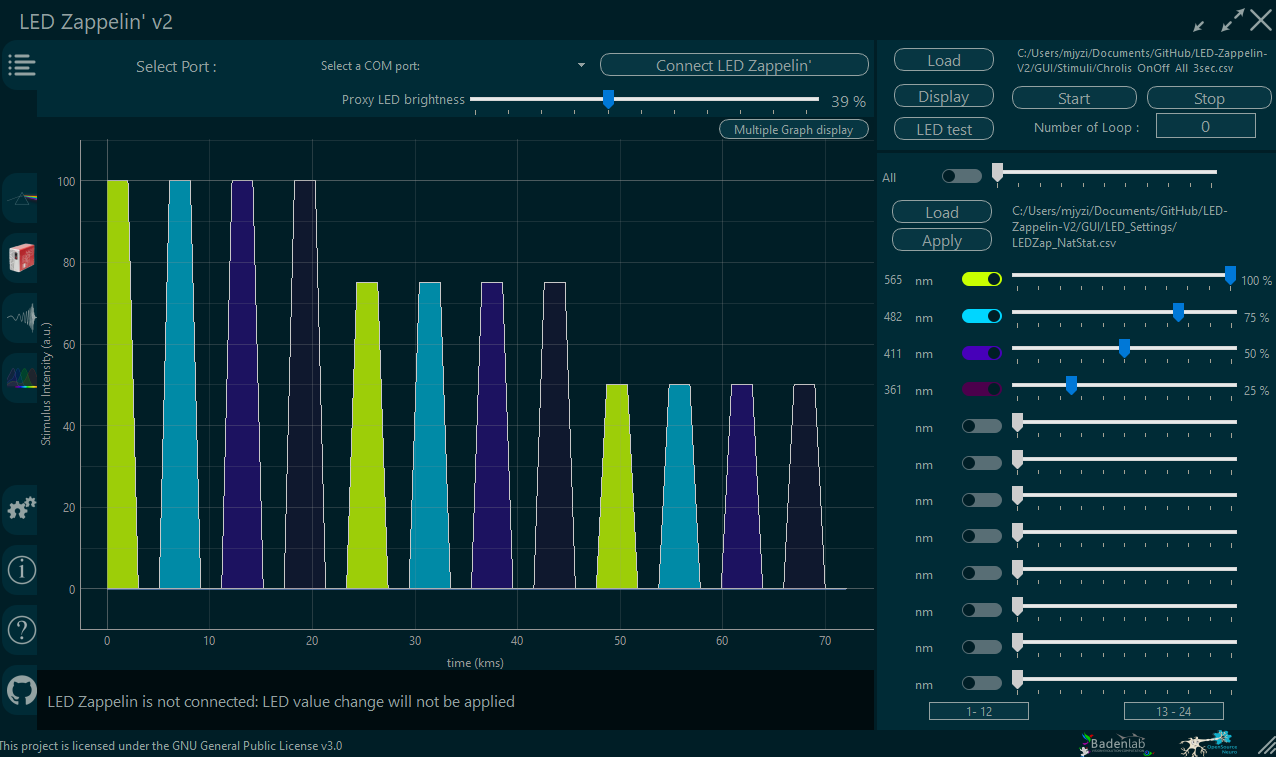 LED Zappelin' v2
Select Port :
Select a COM port:
Connect LED Zappelin'
Proxy LED brightness
39 %
Multiple Graph display
Load
C:/Users/mjyzi/Documents/GitHub/LED-Zappelin-
V2/GUI/Stimuli/Chrolis_OnOff_All_3sec.csv
Display
Start
Stop
LED test
Number of Loop :
0
100
80
60
40
20
0
Stimulus Intensity (a.u.)
0
10
20
30
40
50
60
70
time (kms)
LED Zappelin is not connected: LED value change will not be applied
All
Load
Apply
C:/Users/mjyzi/Documents/GitHub/LED-
Zappelin-V2/GUI/LED_Settings/
LEDZap_NatStat.csv
565 nm 100 %
482 nm 75 %
411 nm 50 %
361 nm 25 %
nm
nm
nm
nm
nm
nm
nm
nm
1- 12
13 - 24
This project is licensed under the GNU General Public License v3.0
Badenlab
OpenSource
Neuro